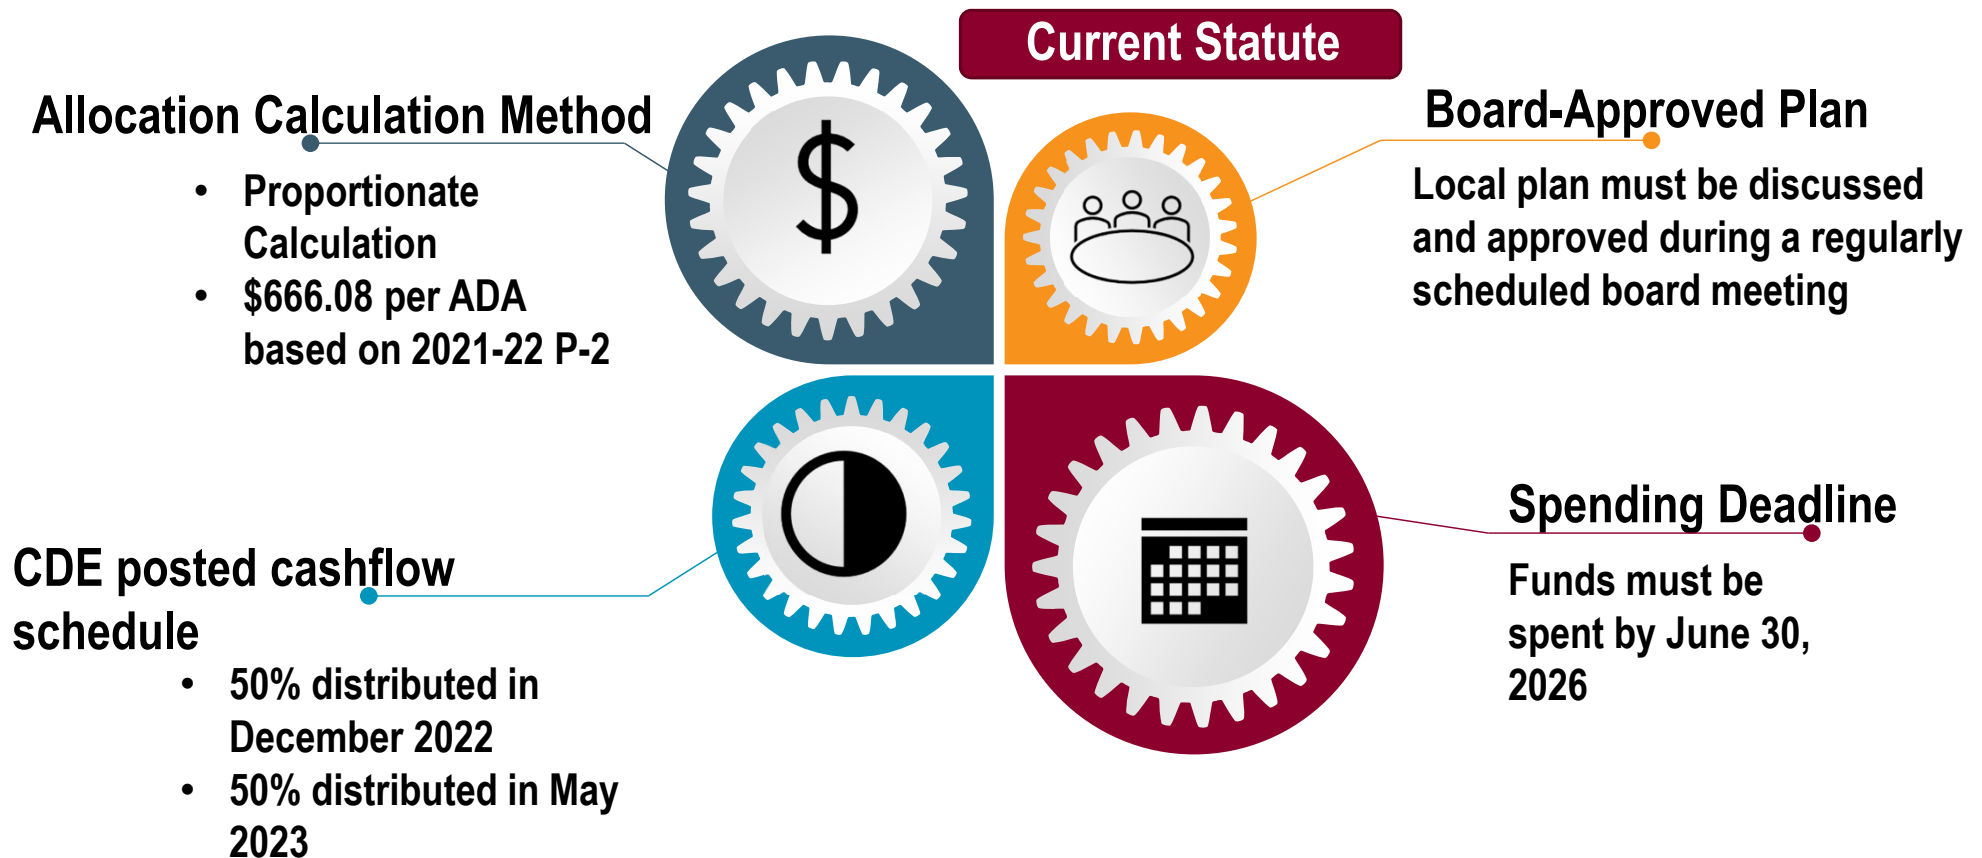 Current Statute
Allocation Calculation Method
• Proportionate
Calculation
• $666.08 per ADA
based on 2021-22 P-2
Board-Approved Plan
Local plan must be discussed
and approved during a regularly
scheduled board meeting
CDE posted cashflow
schedule
• 50% distributed in
December 2022
• 50% distributed in May
2023
Spending Deadline
Funds must be
spent by June 30,
2026